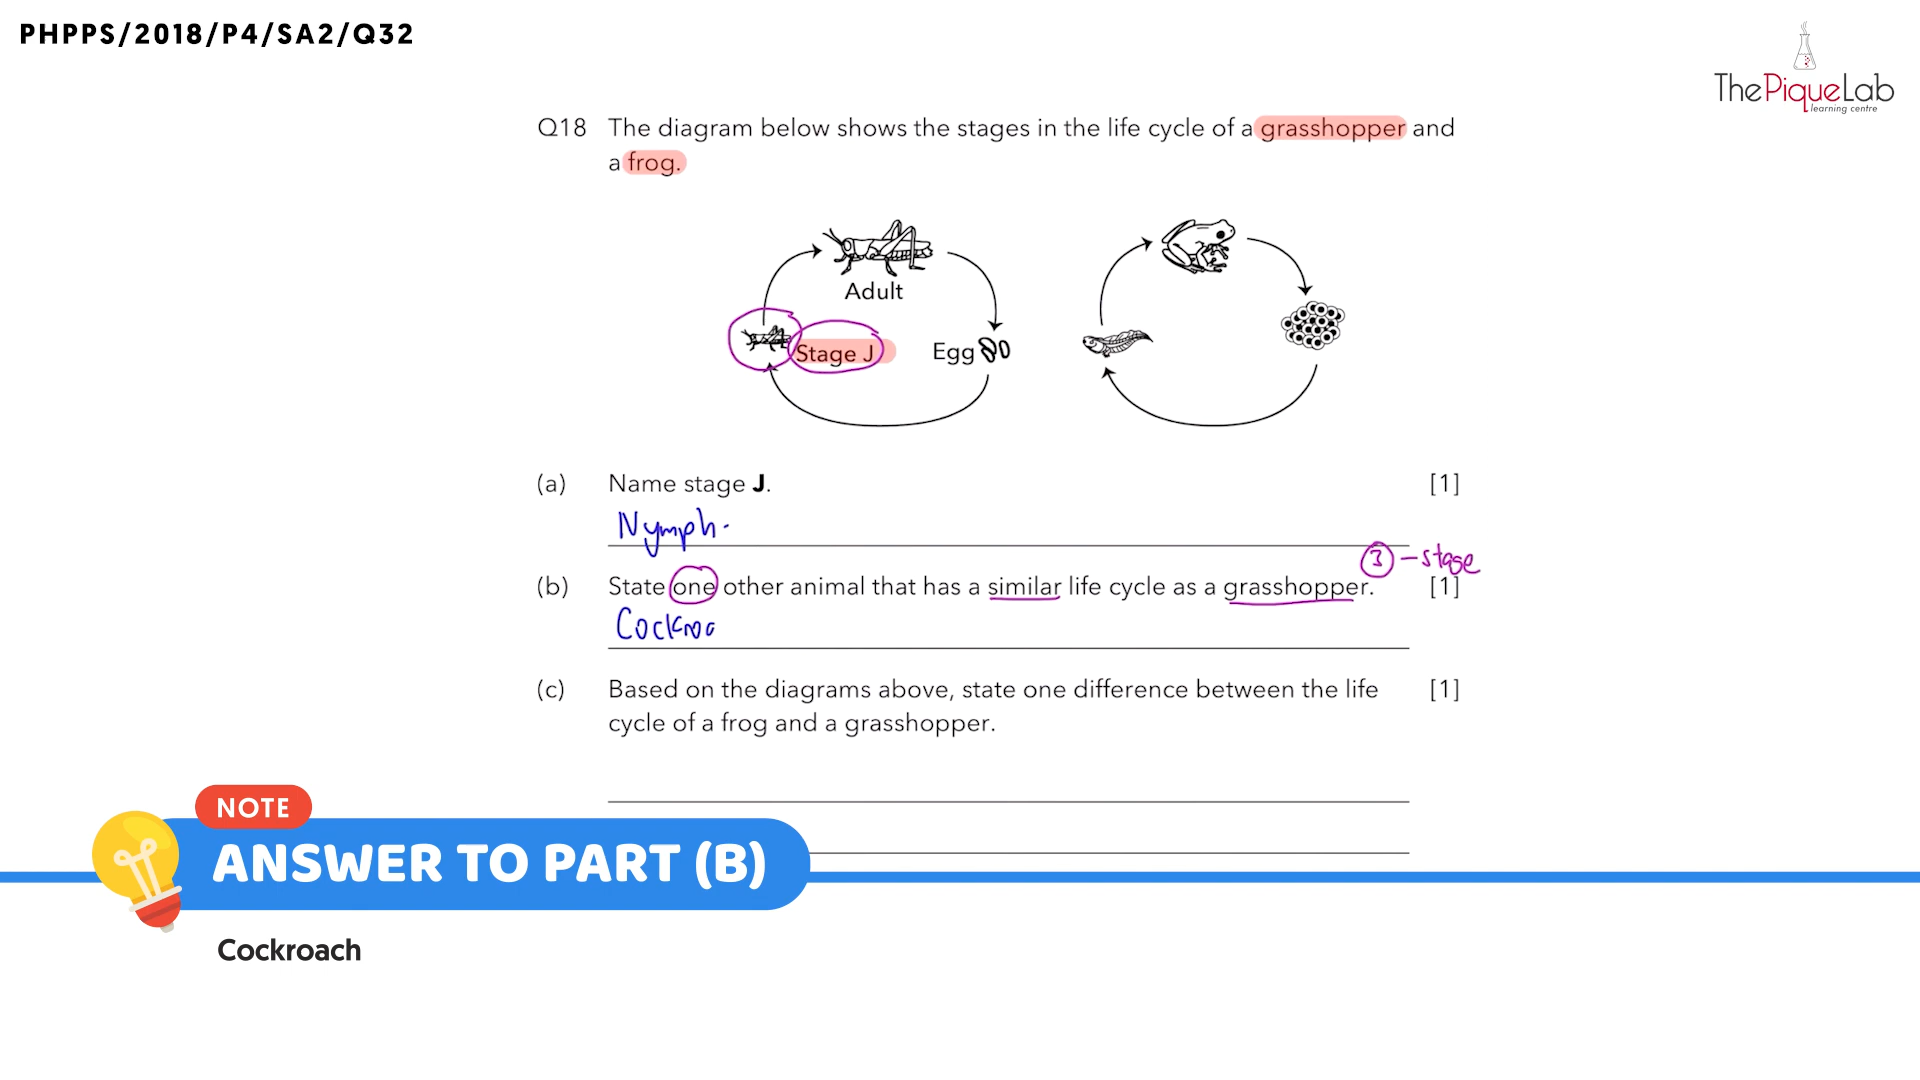 PHPPS/2018/P4/SA2/Q32
ThePiqueLab
learning centre
Q18 The diagram below shows the stages in the life cycle of a grasshopper and
a frog.
Adult
Stage J
Egg
(a) Name stage J. [1]
Nymph.
3 - stage
(b) State one other animal that has a similar life cycle as a grasshopper. [1]
Cockroa
(c) Based on the diagrams above, state one difference between the life [1]
cycle of a frog and a grasshopper.
NOTE
ANSWER TO PART (B)
Cockroach